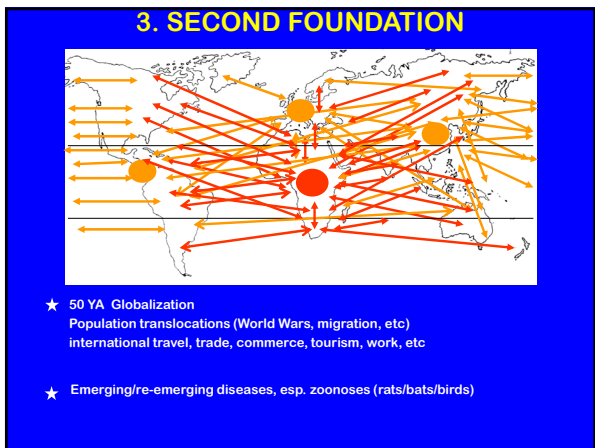 3. SECOND FOUNDATION
50 YA Globalization
Population translocations (World Wars, migration, etc)
international travel, trade, commerce, tourism, work, etc
Emerging/re-emerging diseases, esp. zoonoses (rats/bats/birds)